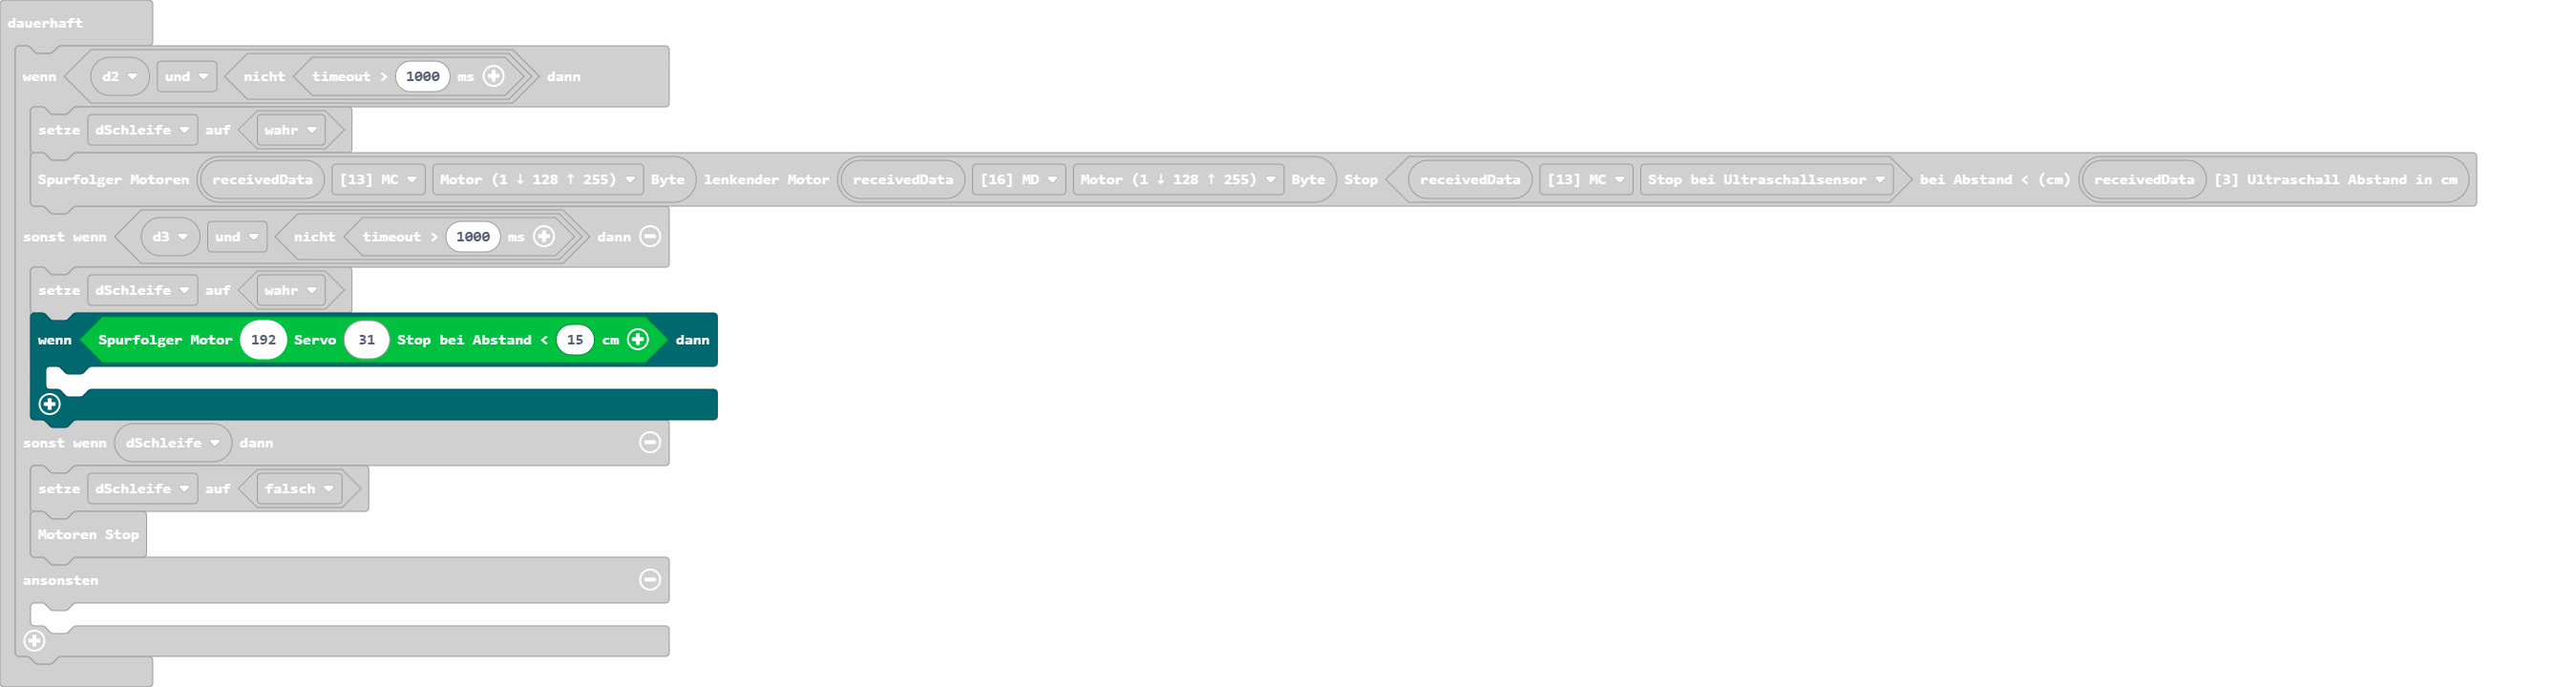 dauerhaft
wenn d2 und nicht timeout > 1000 ms dann
setze dSchleife auf wahr
Spurfolger Motoren receivedData [13] MC Motor (1 ↓ 128 ↑ 255) Byte lenkender Motor receivedData [16] MD Motor (1 ↓ 128 ↑ 255) Byte Stop receivedData [13] MC Stop bei Ultraschallsensor bei Abstand < (cm) receivedData [3] Ultraschall Abstand in cm
sonst wenn d3 und nicht timeout > 1000 ms dann
setze dSchleife auf wahr
wenn Spurfolger Motor 192 Servo 31 Stop bei Abstand < 15 cm dann
sonst wenn dSchleife dann
setze dSchleife auf falsch
Motoren Stop
ansonsten